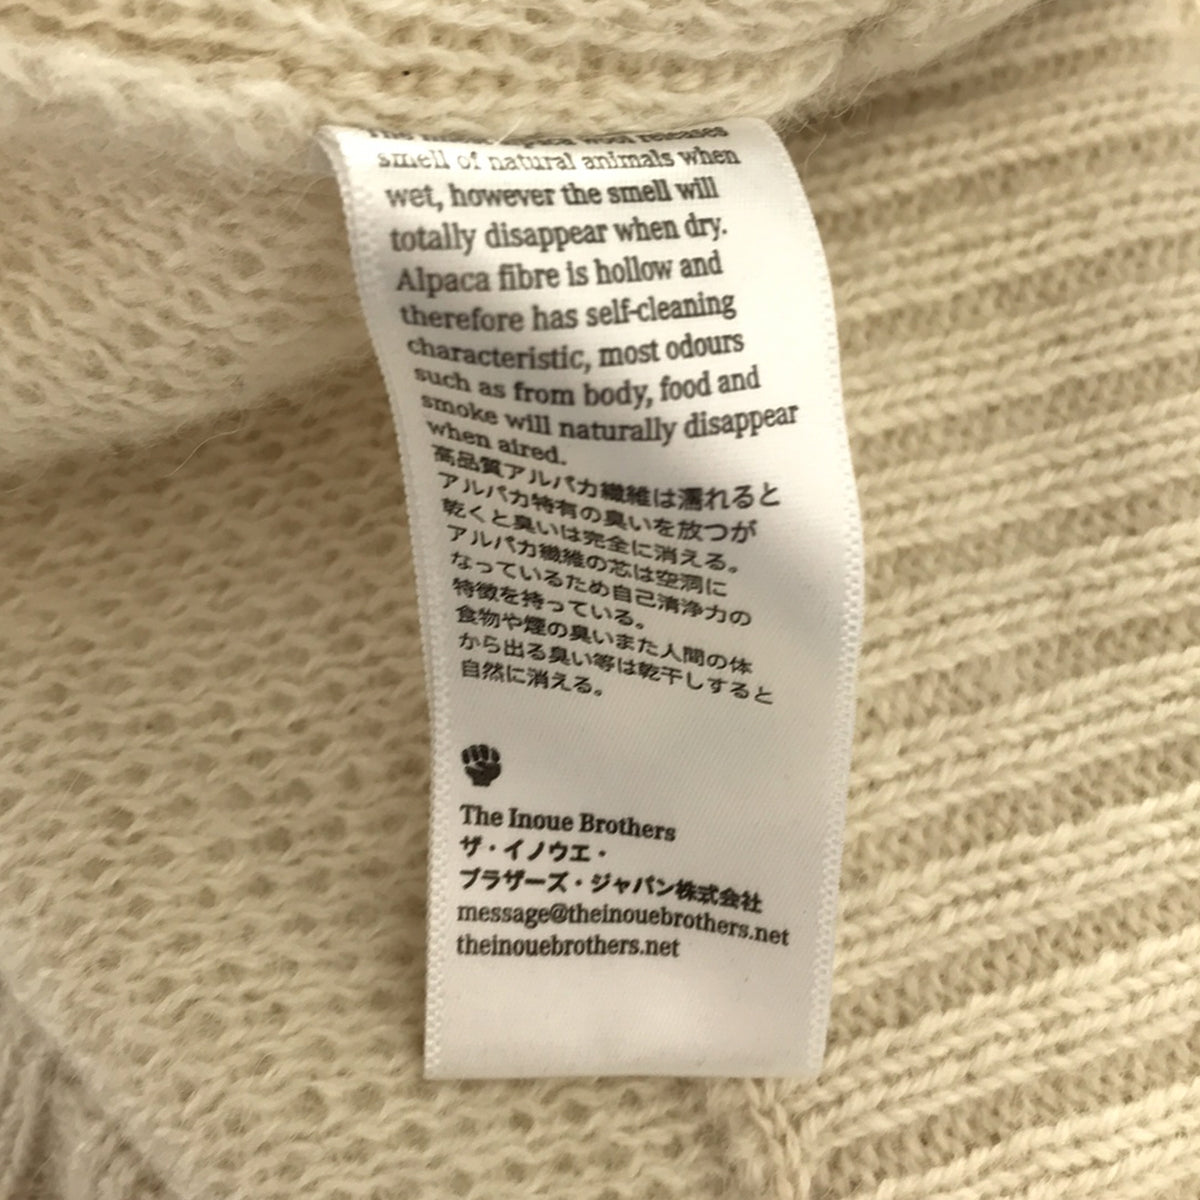 The finest alpaca wool releases
smell of natural animals when
wet, however the smell will
totally disappear when dry.
Alpaca fibre is hollow and
therefore has self-cleaning
characteristic, most odours
such as from body, food and
smoke will naturally disappear
when aired.
高品質アルパカ繊維は濡れると
アルパカ特有の臭いを放つが
乾くと臭いは完全に消える。
アルパカ繊維の芯は空洞に
なっているため自己清浄力の
特徴を持っている。
食物や煙の臭いまた人間の体
から出る臭い等は乾干しすると
自然に消える。
The Inoue Brothers
ザ・イノウエ・
ブラザーズ・ジャパン株式会社
message@theinouebrothers.net
theinouebrothers.net